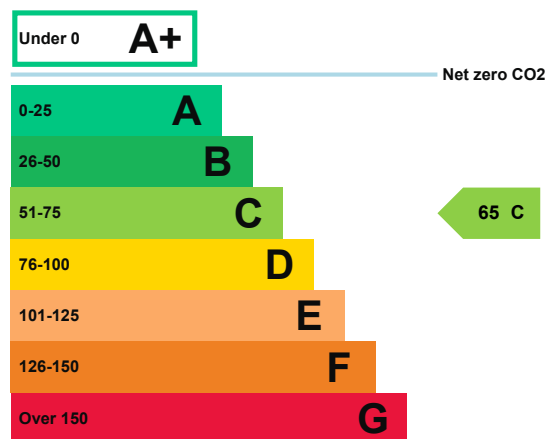 Under 0 A+
Net zero CO2
0-25 A
26-50 B
51-75 C
65 C
76-100 D
101-125 E
126-150 F
Over 150 G